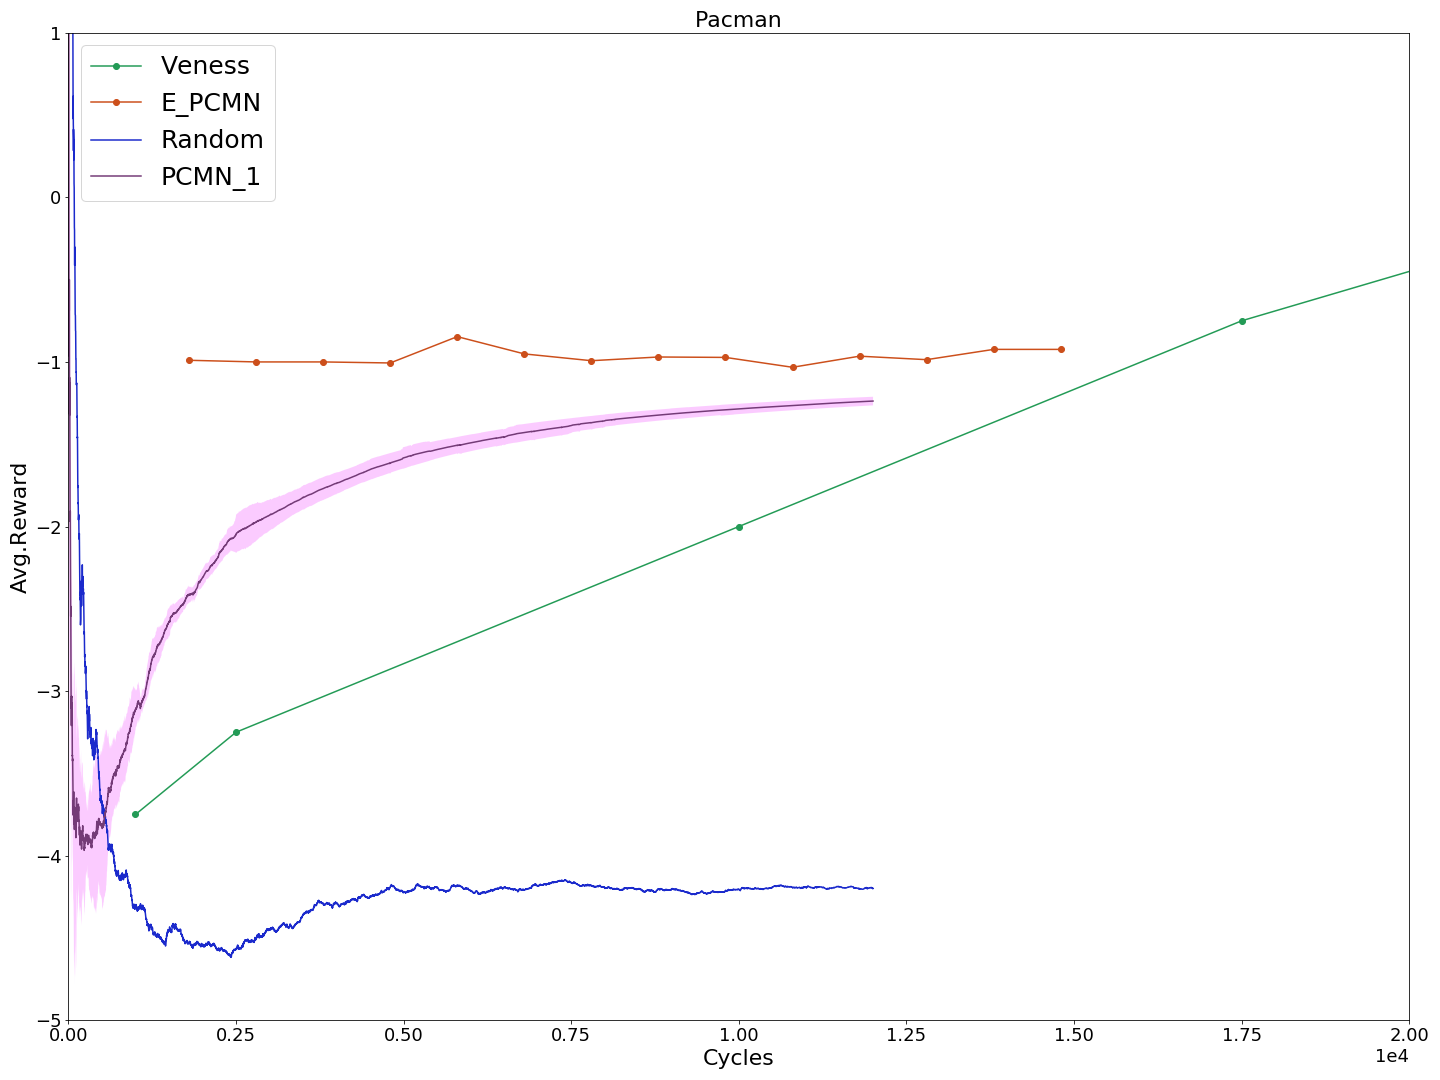 Pacman
Veness
E_PCMN
Random
PCMN_1
Avg.Reward
1
0
−1
−2
−3
−4
−5
0.00 0.25 0.50 0.75 1.00 1.25 1.50 1.75 2.00
1e4
Cycles